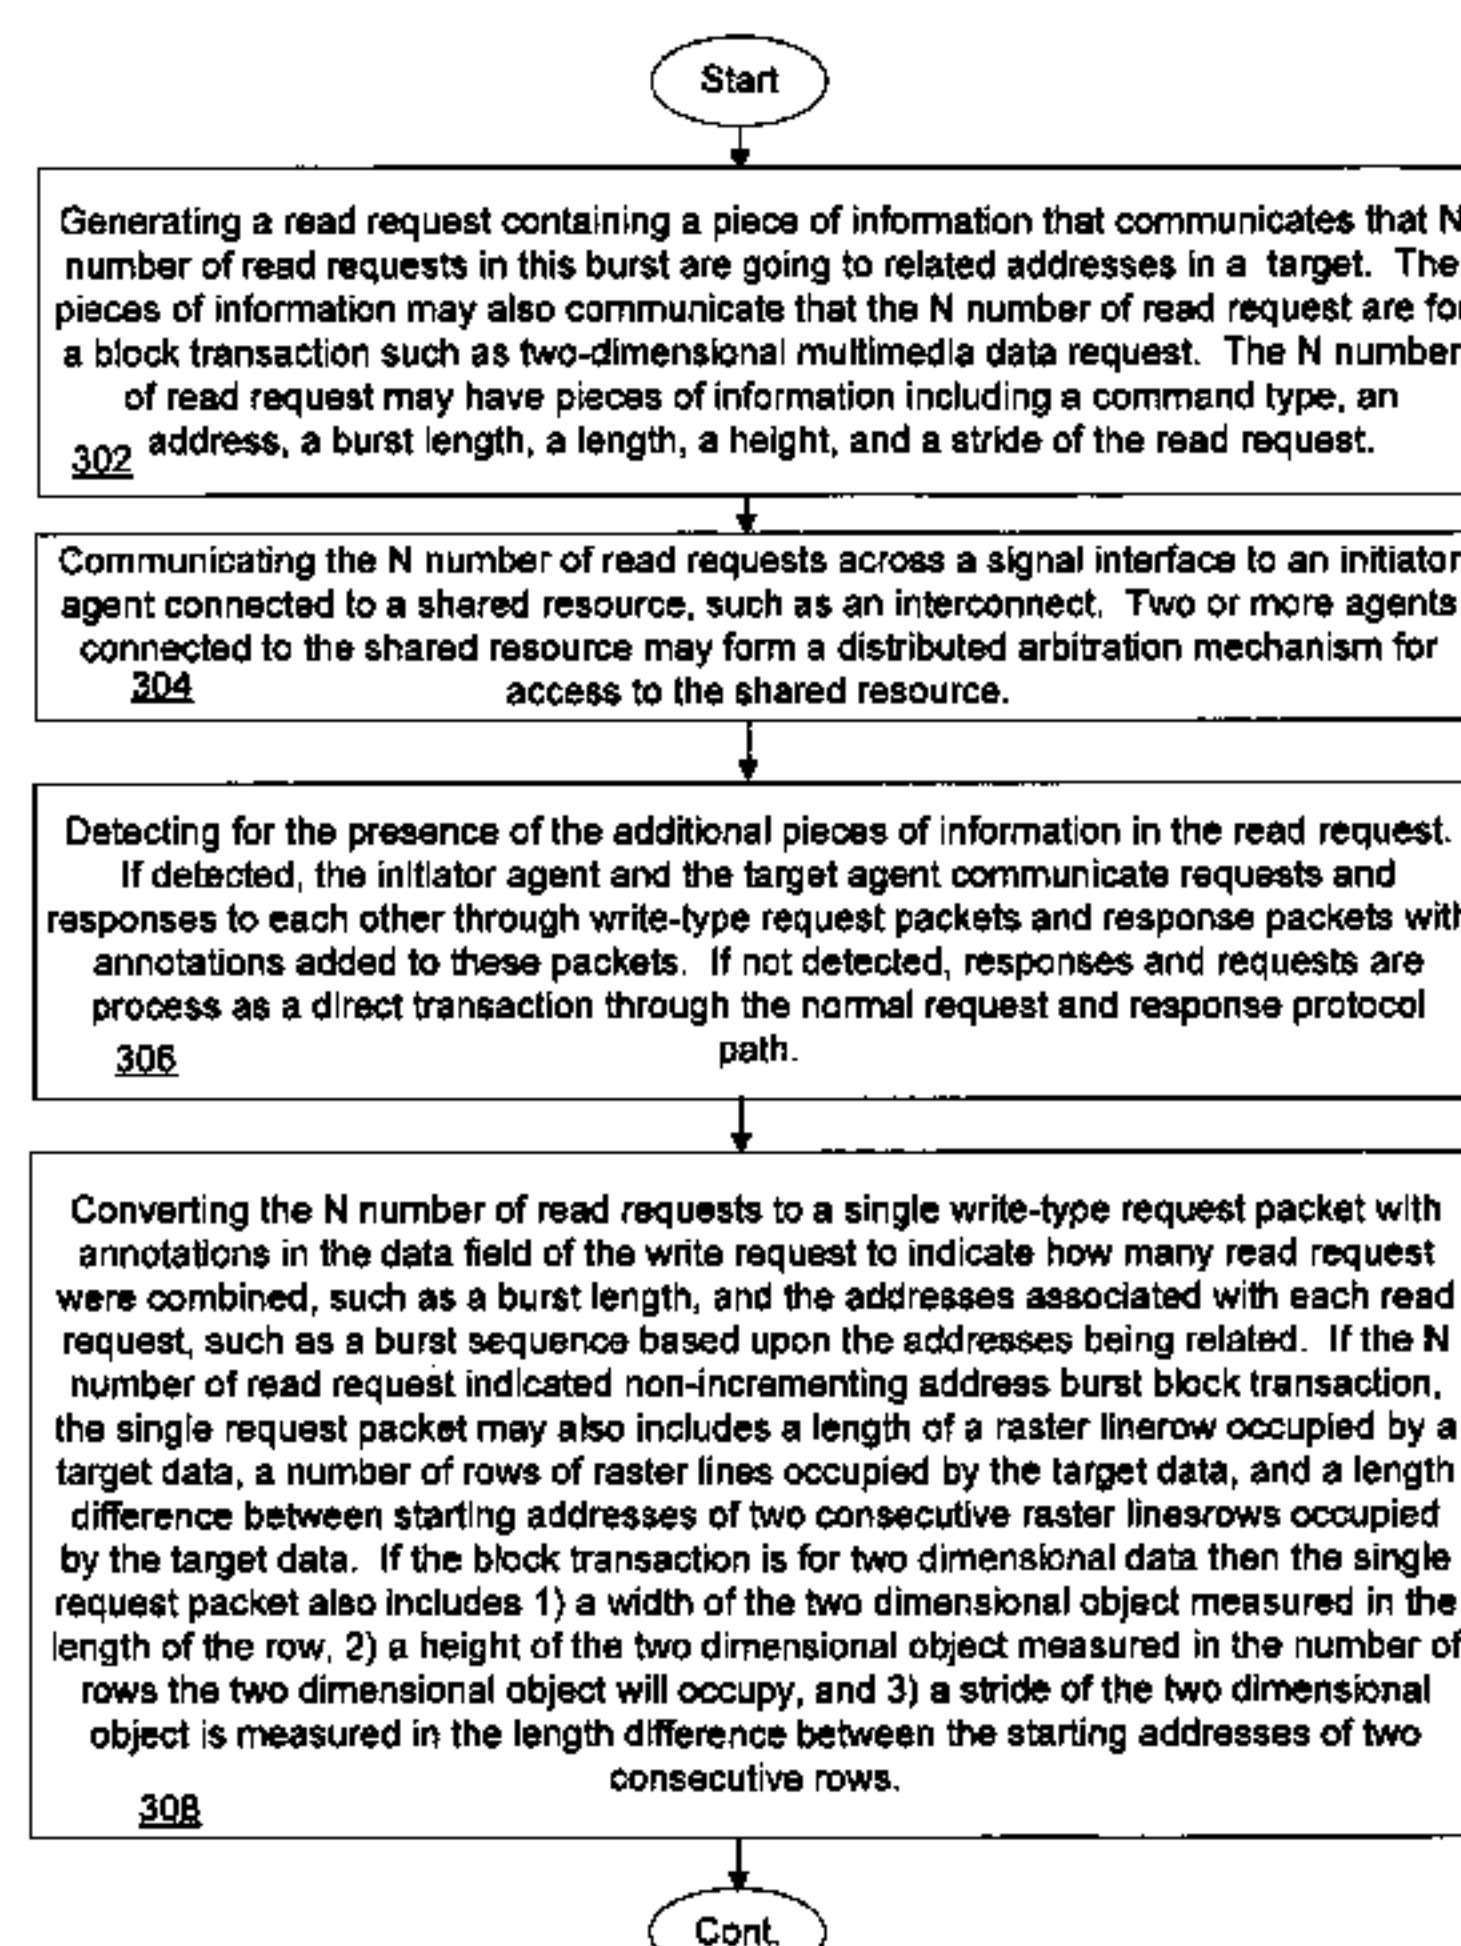 Start
Generating a read request containing a piece of information that communicates that N
number of read requests in this burst are going to related addresses in a target. The
pieces of information may also communicate that the N number of read request are for
a block transaction such as two-dimensional multimedia data request. The N number
of read request may have pieces of information including a command type, an
address, a burst length, a length, a height, and a stride of the read request.
302
Communicating the N number of read requests across a signal interface to an initiator
agent connected to a shared resource, such as an interconnect. Two or more agents
connected to the shared resource may form a distributed arbitration mechanism for
304 access to the shared resource.
Detecting for the presence of the additional pieces of information in the read request.
If detected, the initiator agent and the target agent communicate requests and
responses to each other through write-type request packets and response packets with
annotations added to these packets. If not detected, responses and requests are
process as a direct transaction through the normal request and response protocol
path.
306
Converting the N number of read requests to a single write-type request packet with
annotations in the data field of the write request to indicate how many read request
were combined, such as a burst length, and the addresses associated with each read
request, such as a burst sequence based upon the addresses being related. If the N
number of read request indicated non-incrementing address burst block transaction,
the single request packet may also includes a length of a raster linerow occupied by a
target data, a number of rows of raster lines occupied by the target data, and a length
difference between starting addresses of two consecutive raster linesrows occupied
by the target data. If the block transaction is for two dimensional data then the single
request packet also includes 1) a width of the two dimensional object measured in the
length of the row, 2) a height of the two dimensional object measured in the number of
rows the two dimensional object will occupy, and 3) a stride of the two dimensional
object is measured in the length difference between the starting addresses of two
consecutive rows.
308
Cont.